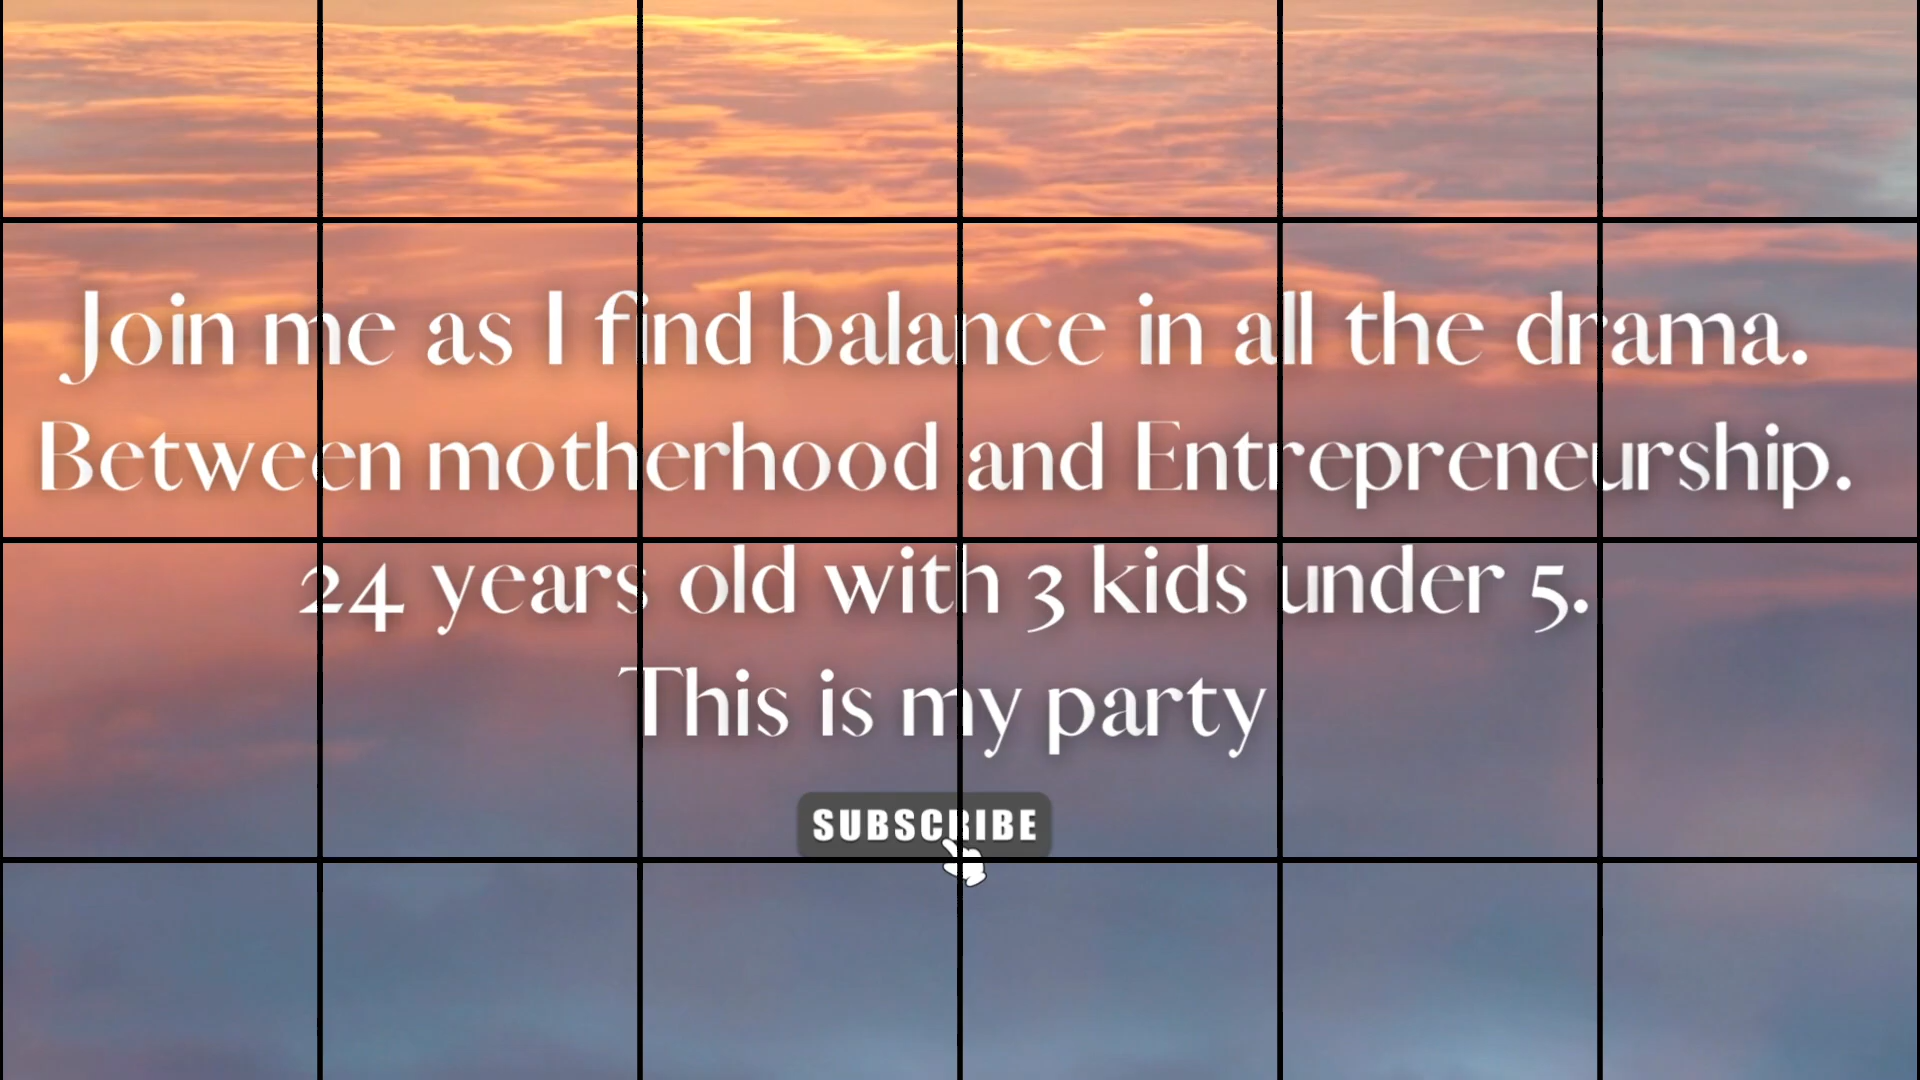 Join me as I find balance in all the drama.
Between motherhood and Entrepreneurship.
24 years old with 3 kids under 5.
This is my party
SUBSCRIBE